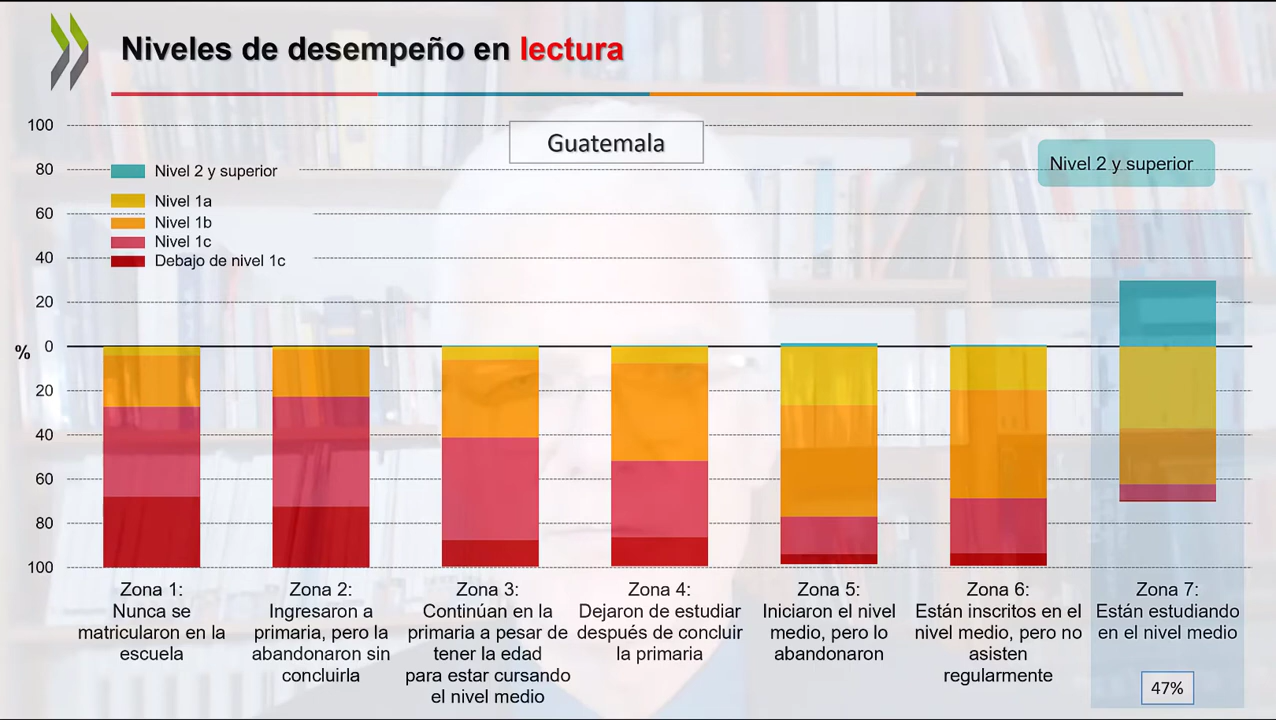 Niveles de desempeño en lectura
Guatemala
Nivel 2 y superior
100
80
60
40
20
0
20
40
60
80
100
%
Nivel 2 y superior
Nivel 1a
Nivel 1b
Nivel 1c
Debajo de nivel 1c
Zona 1:
Nunca se
matricularon en la
escuela
Zona 2:
Ingresaron a
primaria, pero la
abandonaron sin
concluirla
Zona 3:
Continúan en la
primaria a pesar de
tener la edad
para estar cursando
el nivel medio
Zona 4:
Dejaron de estudiar
después de concluir
la primaria
Zona 5:
Iniciaron el nivel
medio, pero lo
abandonaron
Zona 6:
Están inscritos en el
nivel medio, pero no
asisten
regularmente
Zona 7:
Están estudiando
en el nivel medio
47%